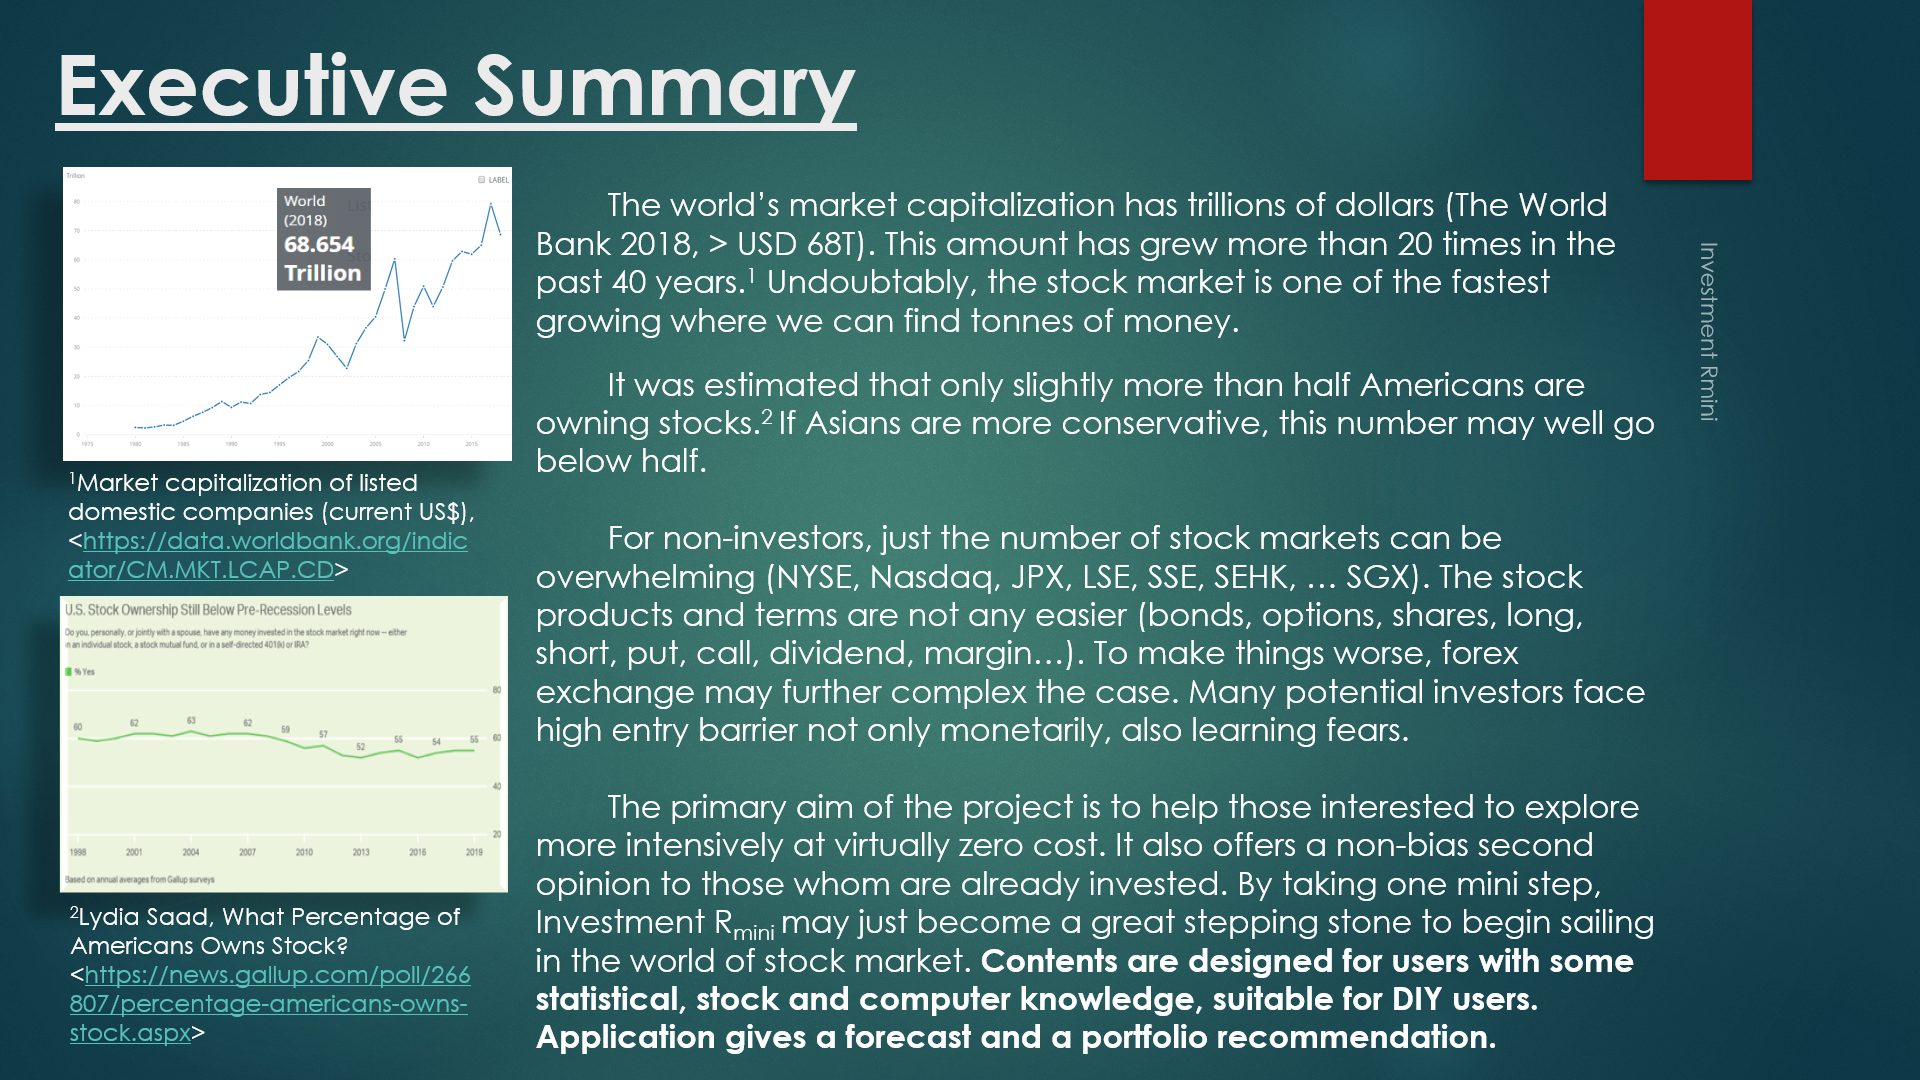 Executive Summary
Trillion
LABEL
World
(2018)
68.654
Trillion
80
70
60
50
40
30
20
10
0
1975 1980 1985 1990 1995 2000 2005 2010 2015
¹Market capitalization of listed
domestic companies (current US$),
<https://data.worldbank.org/indic
ator/CM.MKT.LCAP.CD>
U.S. Stock Ownership Still Below Pre-Recession Levels
Do you, personally, or jointly with a spouse, have any money invested in the stock market right now -- either
in an individual stock, a stock mutual fund, or in a self-directed 401(k) or IRA?
% Yes
80
60 62 63 62 59 57 52 55 54 55
60
40
20
1998 2001 2004 2007 2010 2013 2016 2019
Based on annual averages from Gallup surveys
²Lydia Saad, What Percentage of
Americans Owns Stock?
<https://news.gallup.com/poll/266
807/percentage-americans-owns-
stock.aspx>
The world’s market capitalization has trillions of dollars (The World
Bank 2018, > USD 68T). This amount has grew more than 20 times in the
past 40 years.¹ Undoubtably, the stock market is one of the fastest
growing where we can find tonnes of money.
It was estimated that only slightly more than half Americans are
owning stocks.² If Asians are more conservative, this number may well go
below half.
For non-investors, just the number of stock markets can be
overwhelming (NYSE, Nasdaq, JPX, LSE, SSE, SEHK, … SGX). The stock
products and terms are not any easier (bonds, options, shares, long,
short, put, call, dividend, margin…). To make things worse, forex
exchange may further complex the case. Many potential investors face
high entry barrier not only monetarily, also learning fears.
The primary aim of the project is to help those interested to explore
more intensively at virtually zero cost. It also offers a non-bias second
opinion to those whom are already invested. By taking one mini step,
Investment Rmini may just become a great stepping stone to begin sailing
in the world of stock market. Contents are designed for users with some
statistical, stock and computer knowledge, suitable for DIY users.
Application gives a forecast and a portfolio recommendation.
Investment Rmini